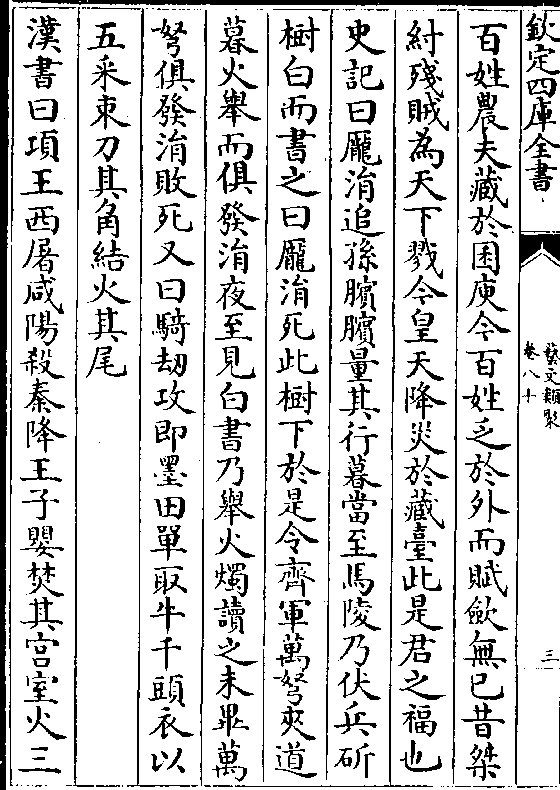 欽定四庫全書
藝文類聚
卷八十
三
百姓農夫藏於囷庾今百姓乏於外而賦歛無已昔桀
紂殘賊為天下戮今皇天降災於藏臺此是君之福也
史記曰龐涓追孫臏臏量其行暮當至馬陵乃伏兵斫
樹白而書之曰龐涓死此樹下於是令齊軍萬弩夾道
暮火舉而俱發涓夜至見白書乃舉火燭讀之未畢萬
弩俱發涓敗死又曰騎刼攻即墨田單取牛千頭衣以
五采束刀其角結火其尾
漢書曰項王西屠咸陽殺秦降王子嬰焚其宫室火三